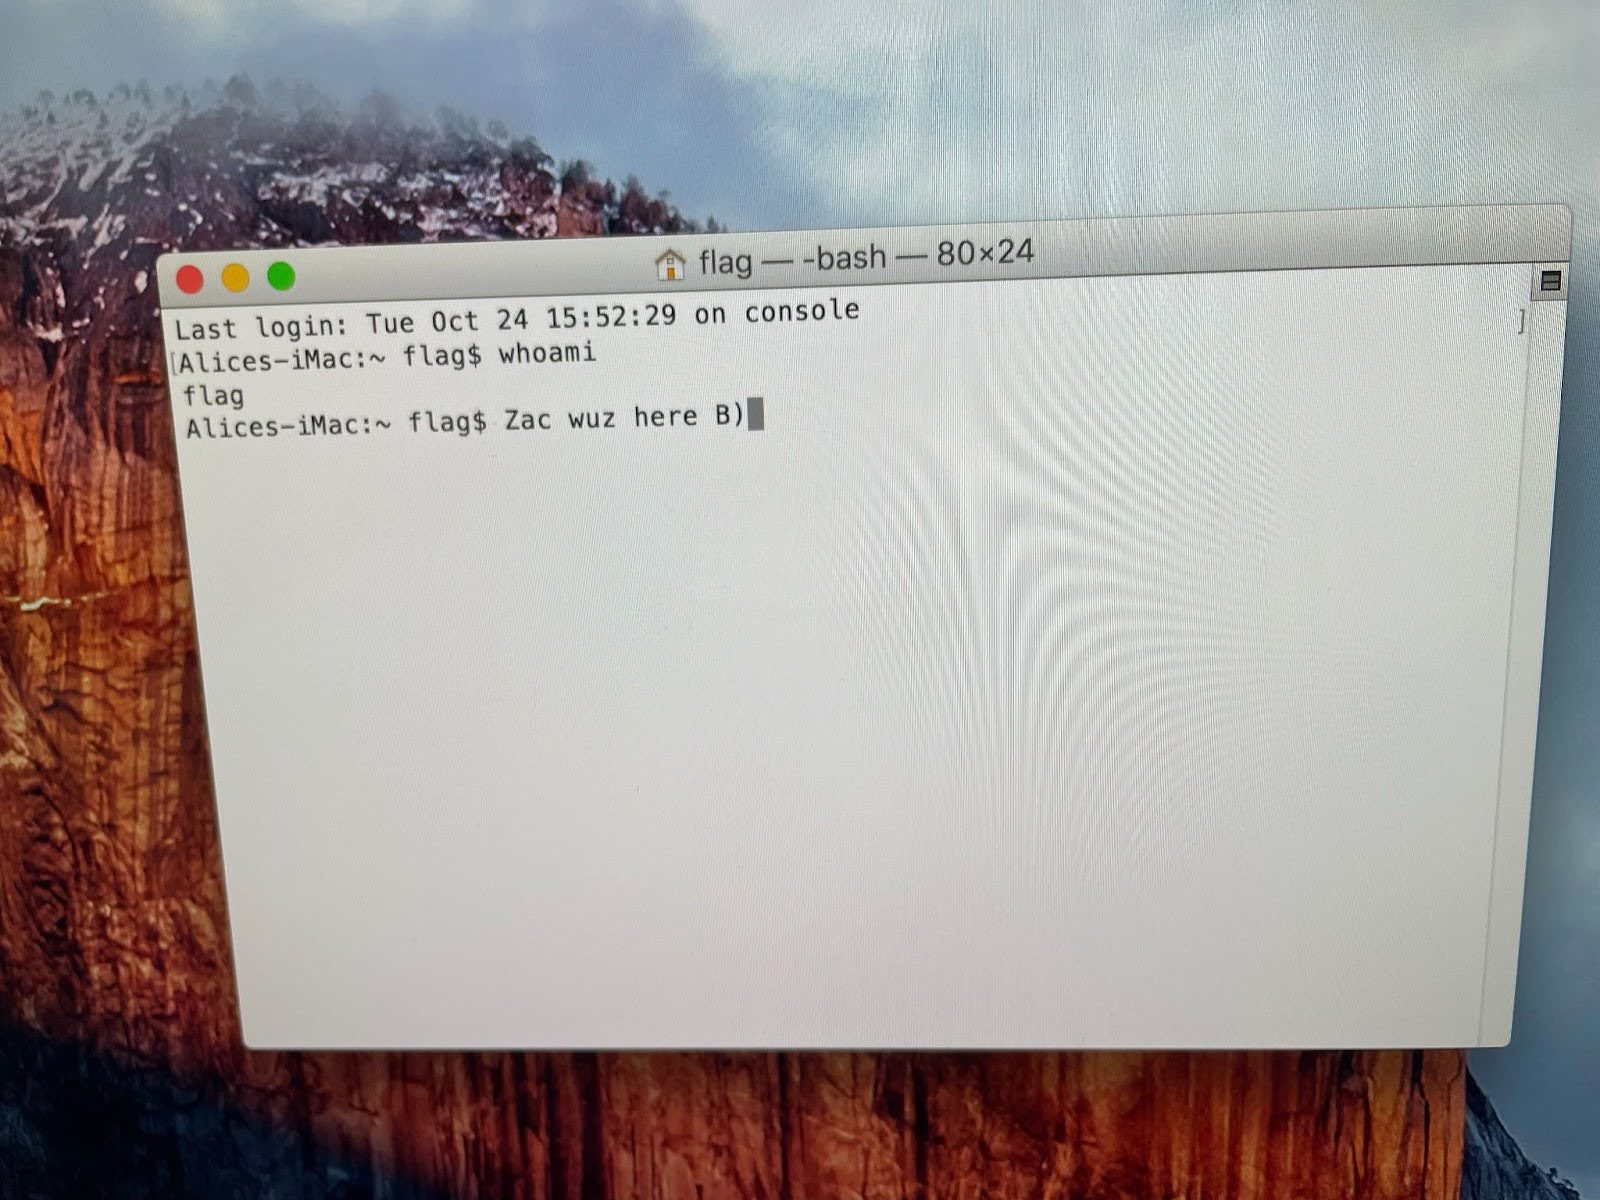 flag — -bash — 80×24
Last login: Tue Oct 24 15:52:29 on console
[Alices-iMac:~ flag$ whoami ]
flag
Alices-iMac:~ flag$ Zac wuz here B)